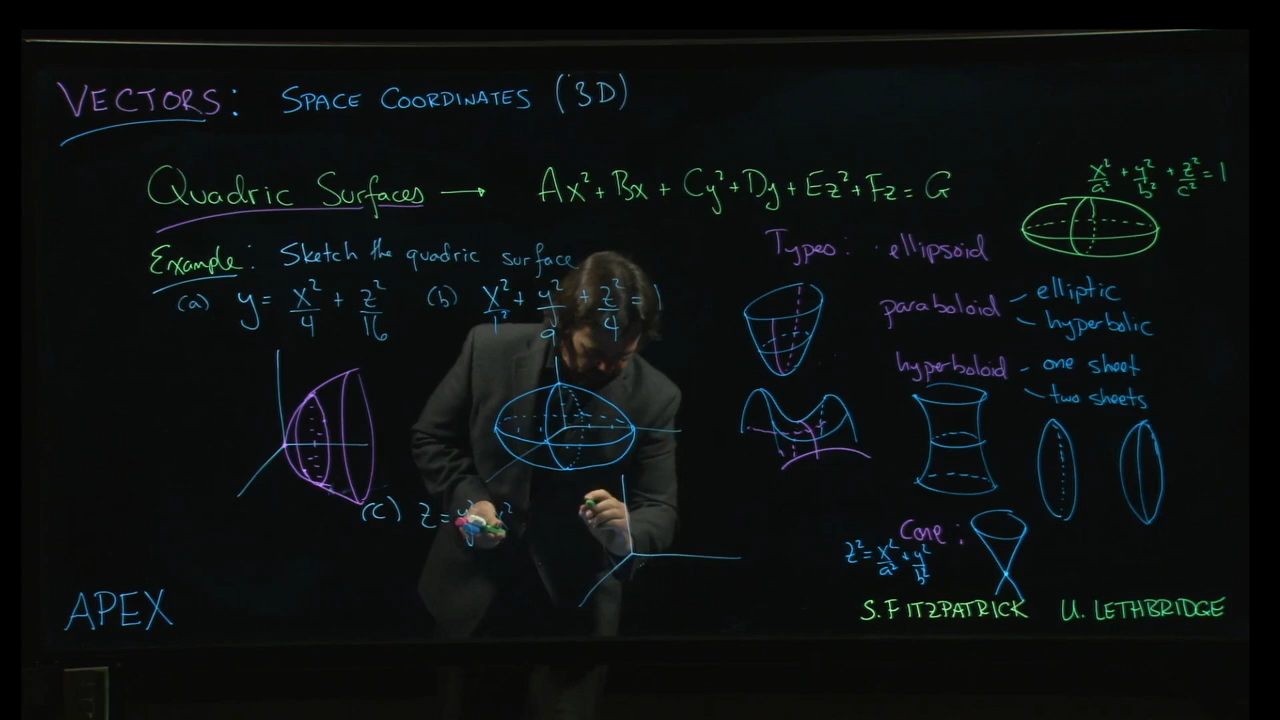 VECTORS: SPACE COORDINATES (3D)
Quadric Surfaces → Ax² + Bx + Cy² + Dy + Ez² + Fz = G
x²/a² + y²/b² + z²/c² = 1
Example: Sketch the quadric surface
(a) y = x²/4 + z²/16 (b) x²/1² + y²/9 + z²/4 = 1
(c) z = y²
Types: · ellipsoid
paraboloid - elliptic
- hyperbolic
hyperboloid - one sheet
- two sheets
Cone:
z² = x²/a² + y²/b²
APEX
S. FITZPATRICK U. LETHBRIDGE